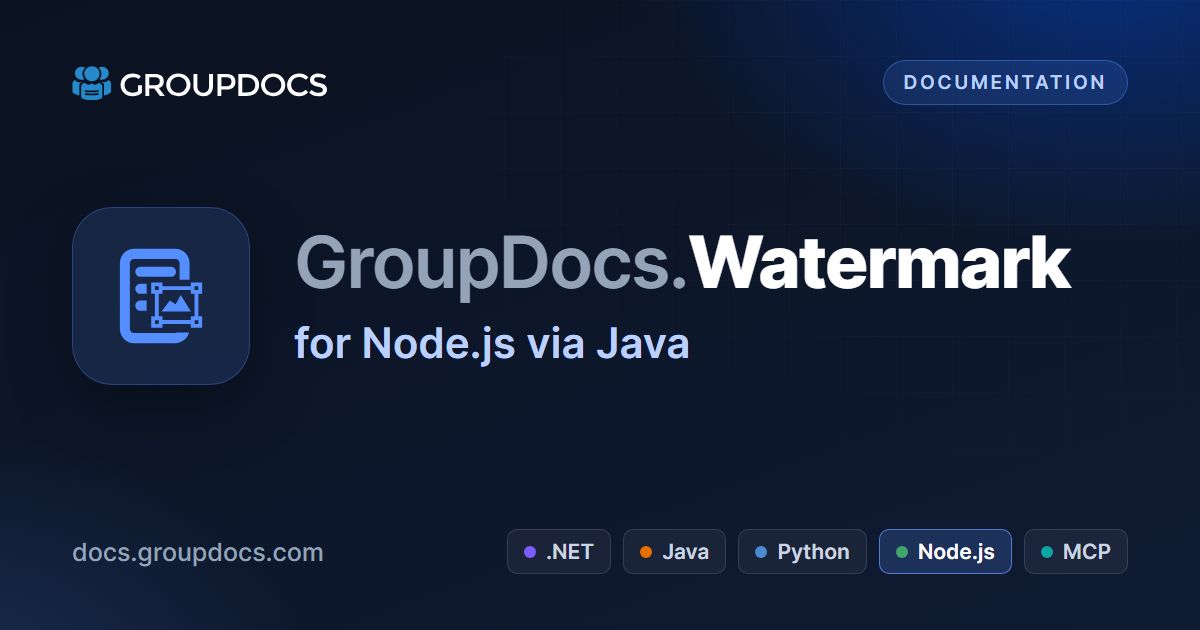 GROUPDOCS
DOCUMENTATION
GroupDocs.Watermark
for Node.js via Java
docs.groupdocs.com
.NET
Java
Python
Node.js
MCP